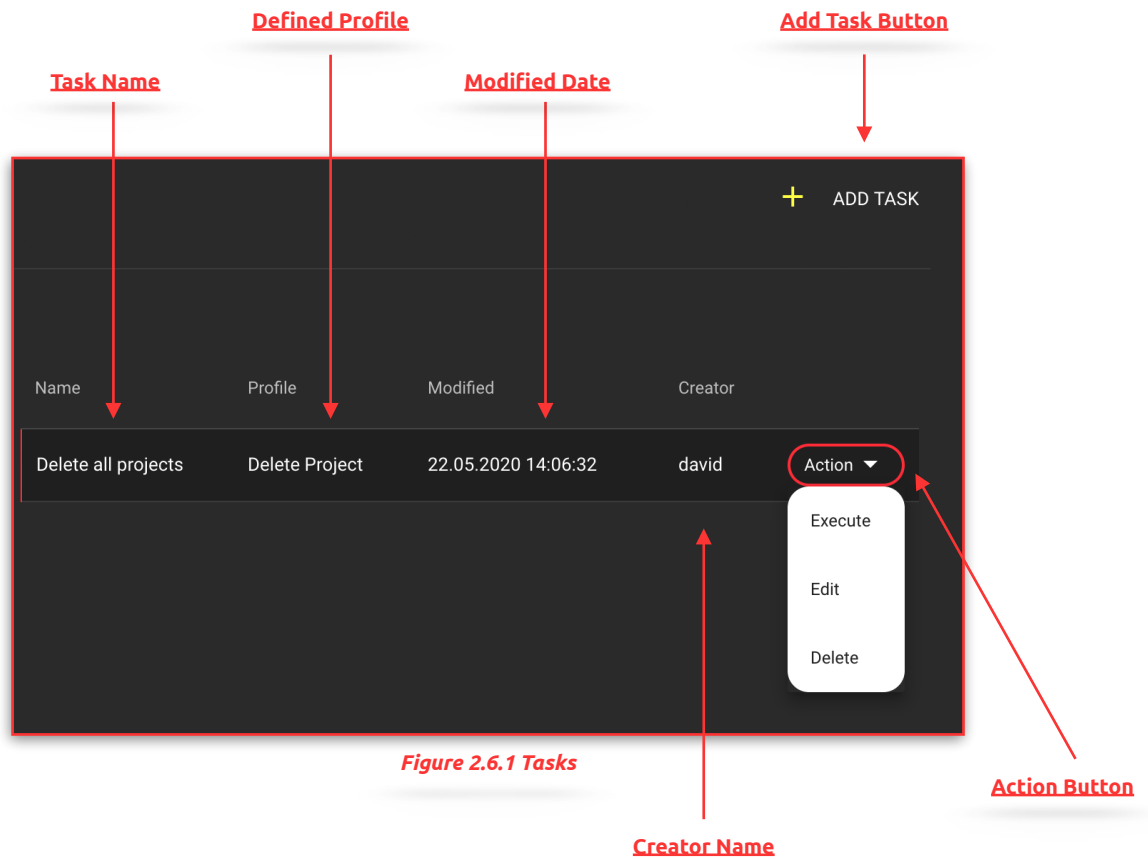 Defined Profile
Add Task Button
Task Name
Modified Date
+ ADD TASK
Name Profile Modified Creator
Delete all projects Delete Project 22.05.2020 14:06:32 david Action
Execute
Edit
Delete
Figure 2.6.1 Tasks
Action Button
Creator Name